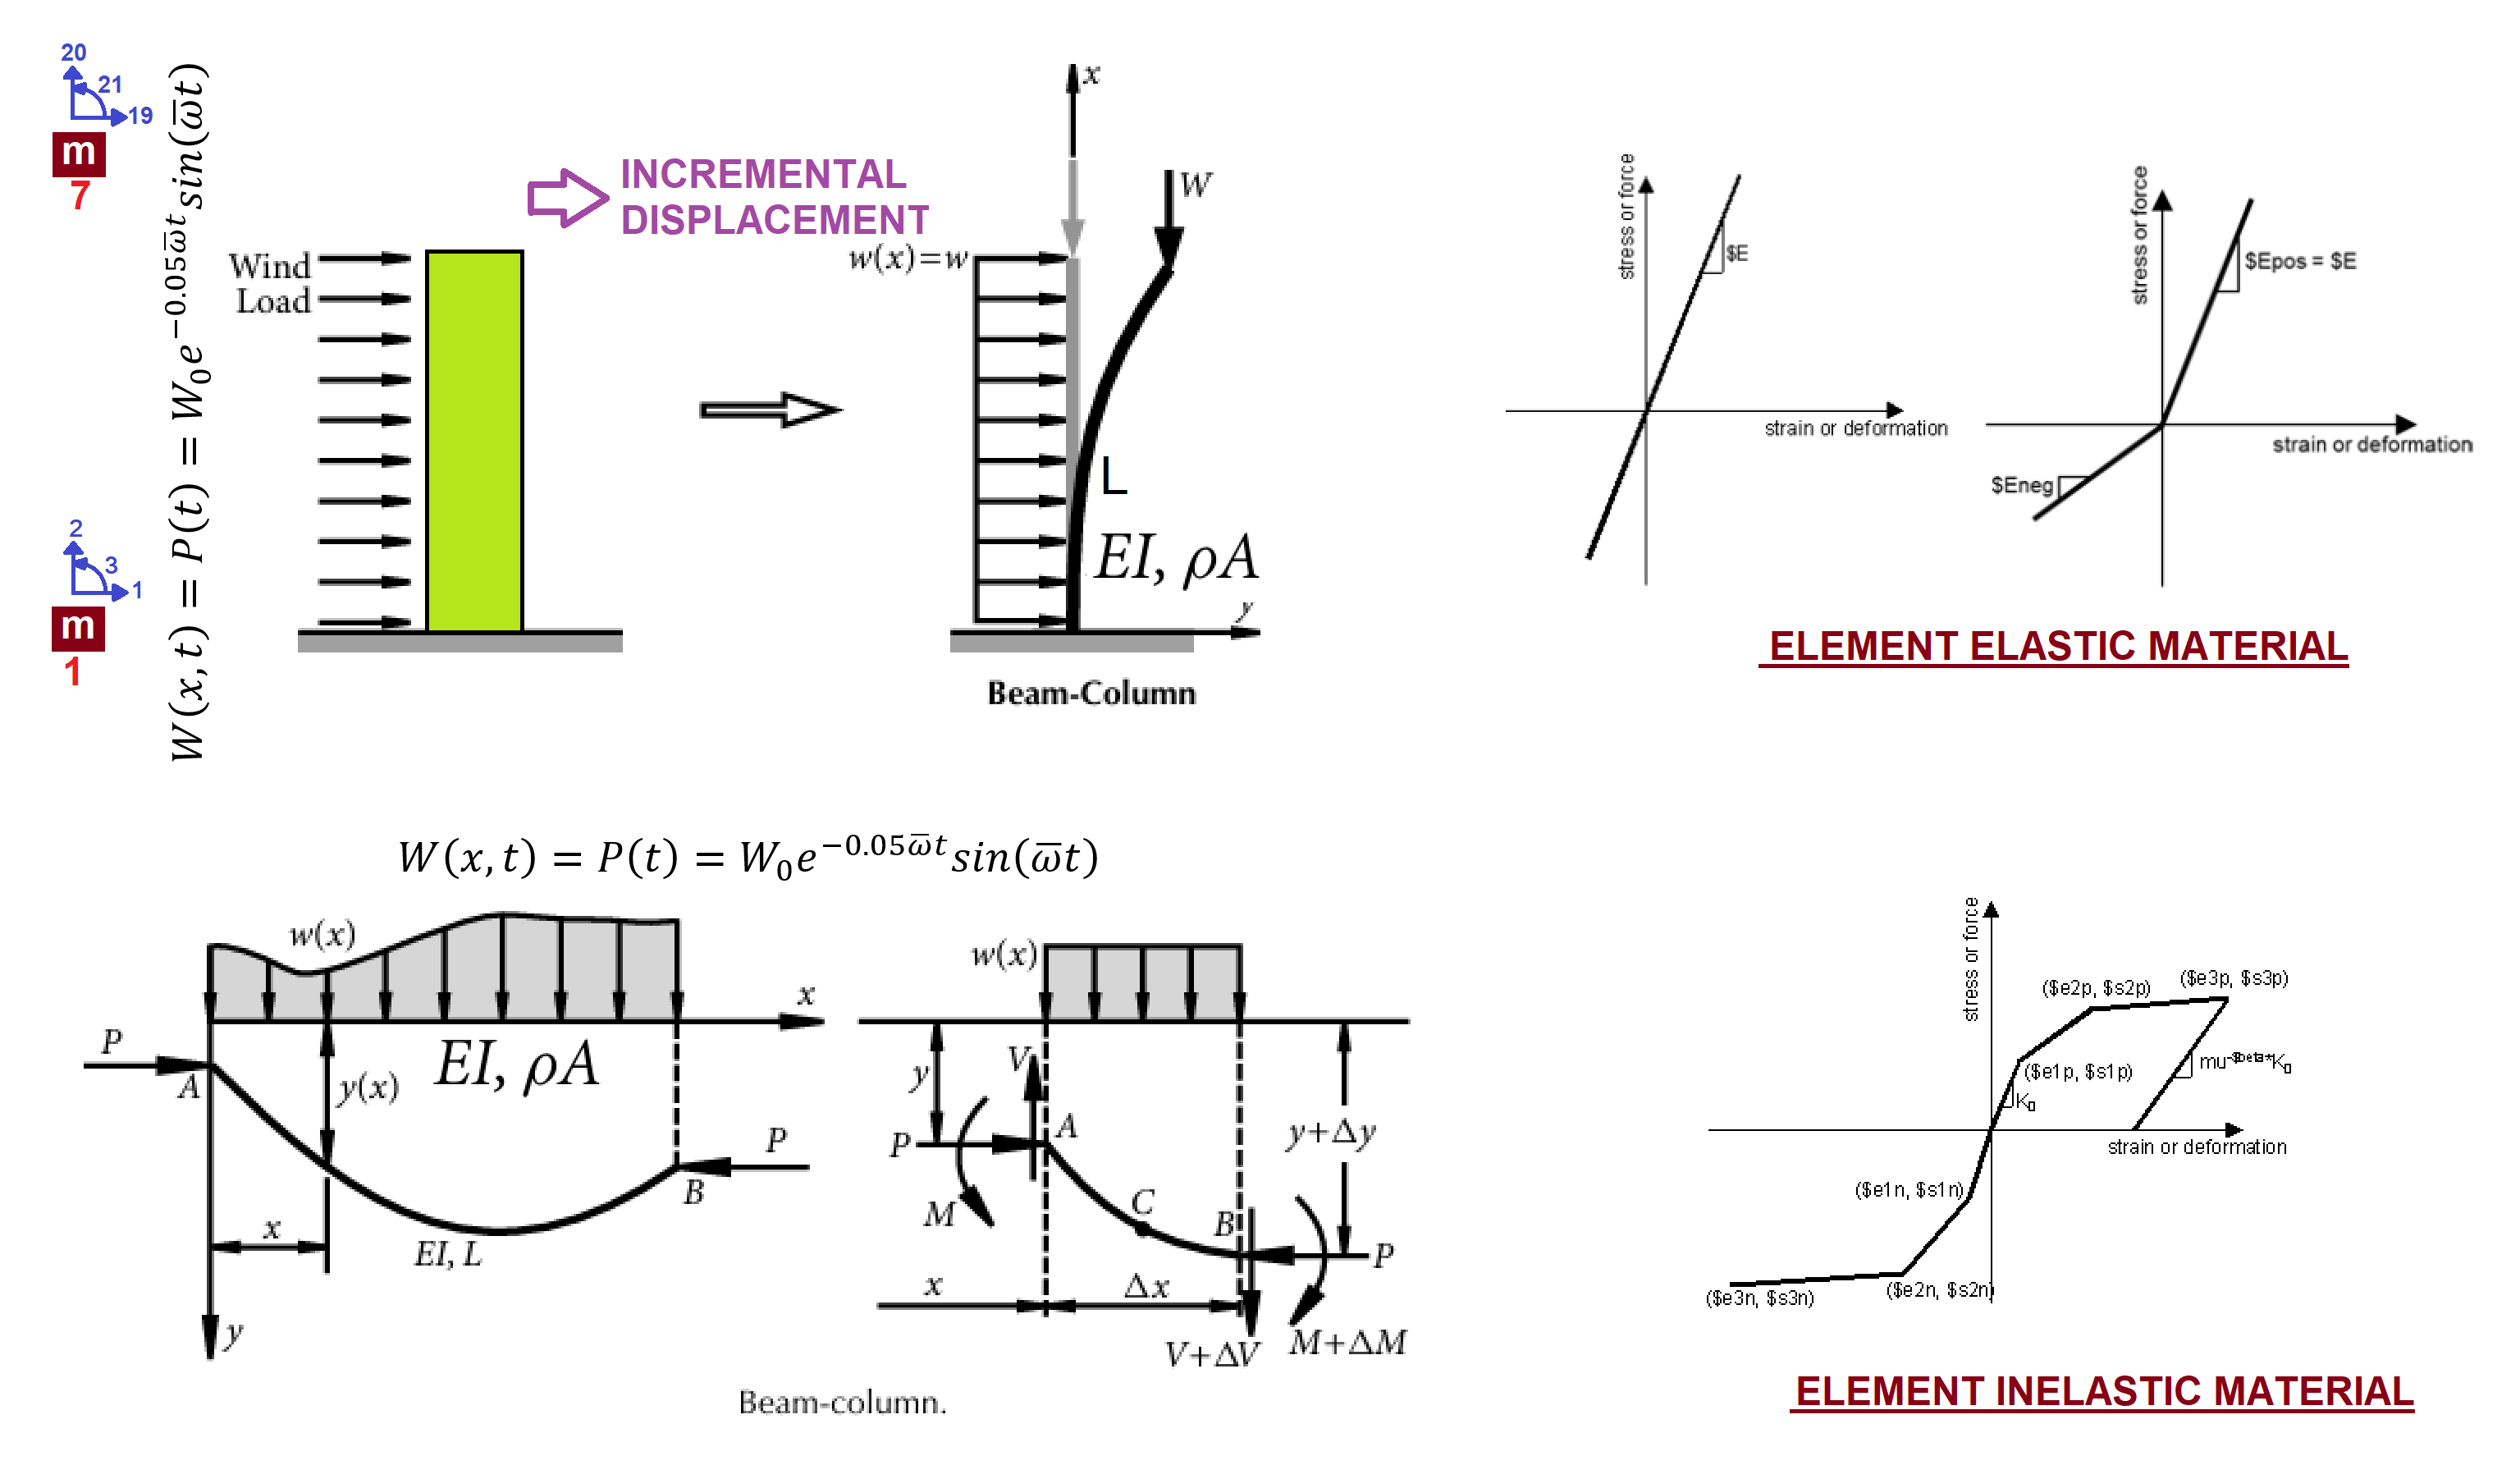 20
21
19
m
7
2
3
1
m
1
W(x, t) = P(t) = W₀e^{−0.05ω̅t}sin(ω̅t)
Wind
Load
INCREMENTAL
DISPLACEMENT
x
W
w(x)=w
L
EI, ρA
y
Beam-Column
stress or force
$E
strain or deformation
stress or force
$Epos = $E
strain or deformation
$Eneg
ELEMENT ELASTIC MATERIAL
W(x, t) = P(t) = W₀e^{−0.05ω̅t}sin(ω̅t)
w(x)
x
P
A
EI, ρA
y(x)
P
B
x
EI, L
y
w(x)
V
y
A
P
M
C
B
y+Δy
P
x
Δx
V+ΔV
M+ΔM
Beam-column.
stress or force
($e3p, $s3p)
($e2p, $s2p)
($e1p, $s1p)
mu^{-$beta}*K₀
K₀
strain or deformation
($e1n, $s1n)
($e2n, $s2n)
($e3n, $s3n)
ELEMENT INELASTIC MATERIAL